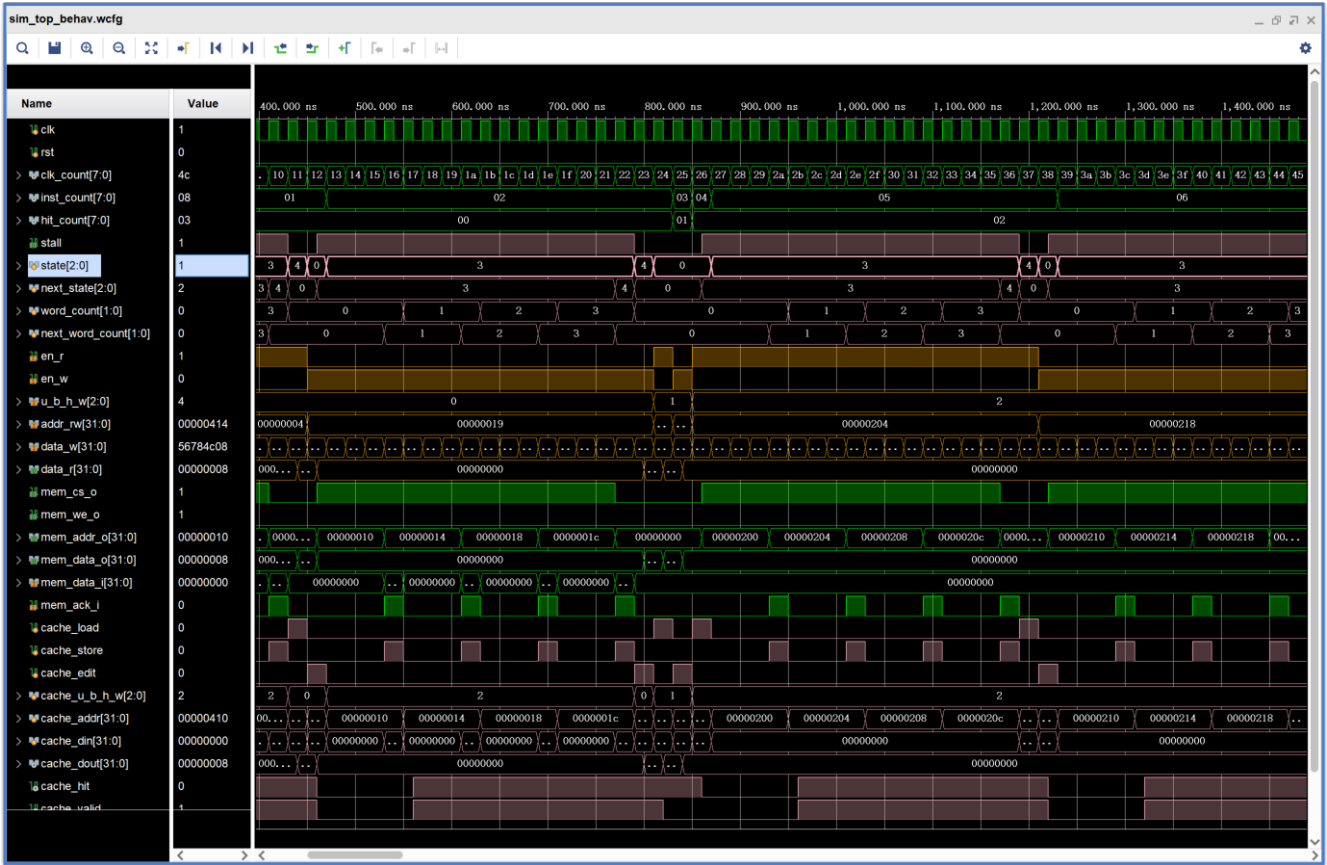 sim_top_behav.wcfg
Name Value 400.000 ns 500.000 ns 600.000 ns 700.000 ns 800.000 ns 900.000 ns 1,000.000 ns 1,100.000 ns 1,200.000 ns 1,300.000 ns 1,400.000 ns
clk 1
rst 0
clk_count[7:0] 4c . 10 11 12 13 14 15 16 17 18 19 1a 1b 1c 1d 1e 1f 20 21 22 23 24 25 26 27 28 29 2a 2b 2c 2d 2e 2f 30 31 32 33 34 35 36 37 38 39 3a 3b 3c 3d 3e 3f 40 41 42 43 44 45
inst_count[7:0] 08 01 02 03 04 05 06
hit_count[7:0] 03 00 01 02
stall 1
state[2:0] 1 3 4 0 3 4 0 3 4 0 3
next_state[2:0] 2 3 4 0 3 4 0 3 4 0 3
word_count[1:0] 0 3 0 1 2 3 0 1 2 3 0 1 2 3
next_word_count[1:0] 0 3 0 1 2 3 0 1 2 3 0 1 2 3
en_r 1
en_w 0
u_b_h_w[2:0] 4 0 1 2
addr_rw[31:0] 00000414 00000004 00000019 .. .. 00000204 00000218
data_w[31:0] 56784c08
data_r[31:0] 00000008 000... .. 00000000 .. .. 00000000
mem_cs_o 1
mem_we_o 1
mem_addr_o[31:0] 00000010 . 0000... 00000010 00000014 00000018 0000001c 00000000 00000200 00000204 00000208 0000020c 0000... 00000210 00000214 00000218 00...
mem_data_o[31:0] 00000008 000... .. 00000000 .. .. 00000000
mem_data_i[31:0] 00000000 . .. 00000000 .. 00000000 .. 00000000 .. 00000000 .. 00000000
mem_ack_i 0
cache_load 0
cache_store 0
cache_edit 0
cache_u_b_h_w[2:0] 2 2 0 2 0 1 2
cache_addr[31:0] 00000410 00... .. .. 00000010 00000014 00000018 0000001c .. .. .. .. 00000200 00000204 00000208 0000020c .. .. 00000210 00000214 00000218 ..
cache_din[31:0] 00000000 . .. .. .. 00000000 .. 00000000 .. 00000000 .. 00000000 .. .. .. .. .. 00000000 .. .. 00000000
cache_dout[31:0] 00000008 000... .. 00000000 .. .. 00000000
cache_hit 0
cache_valid 1